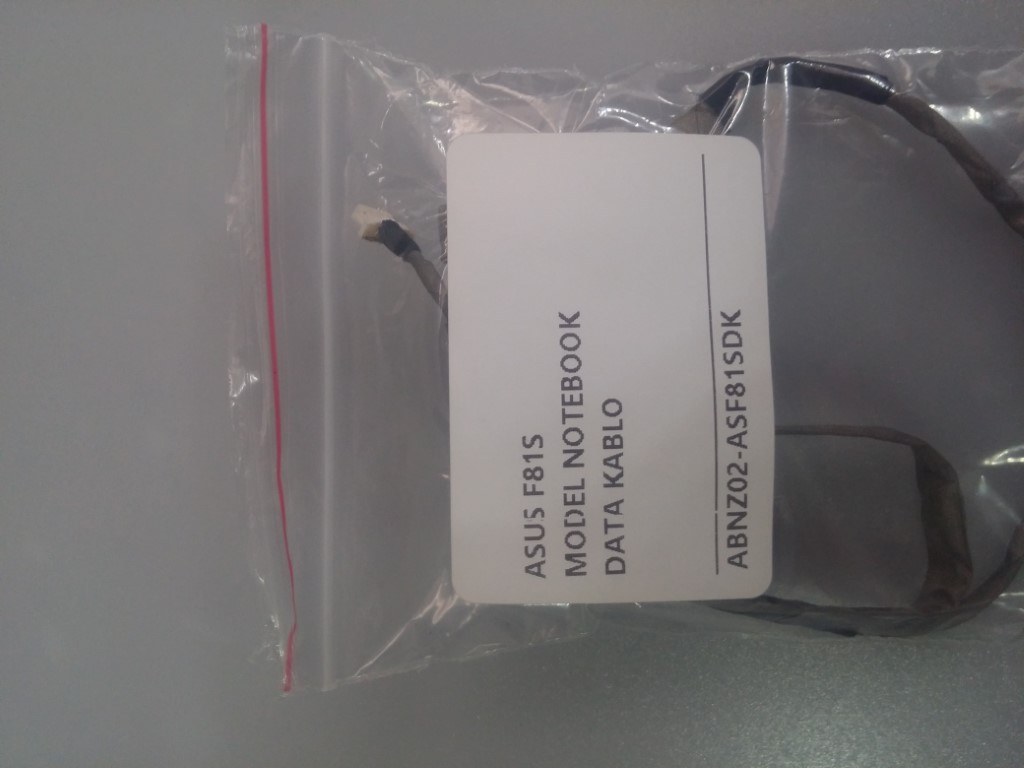 ASUS F81S
MODEL NOTEBOOK
DATA KABLO
ABNZ02-ASF81SDK